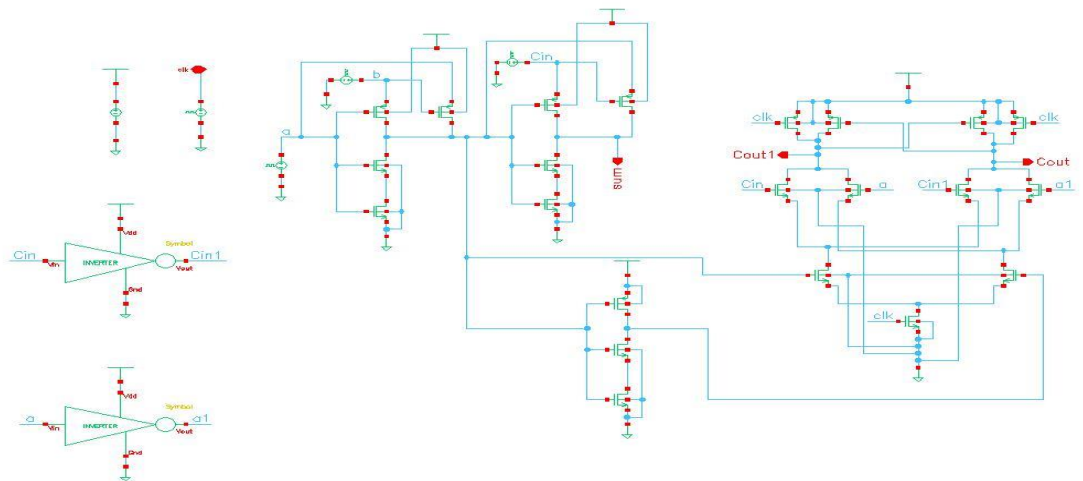 clk
b
Cin
a
sum
clk
clk
Cout1
Cout
Cin
a
Cin1
a1
clk
Vdd
Symbol
Cin
INVERTER
Cin1
Vin
Vout
Gnd
Vdd
Symbol
a
INVERTER
a1
Vin
Vout
Gnd